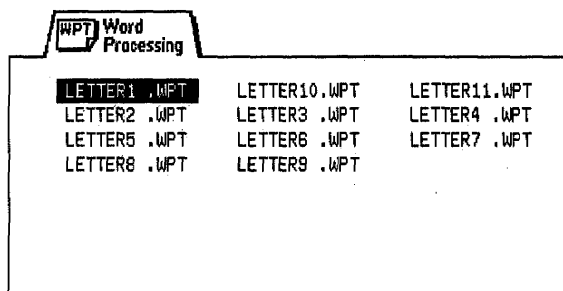 WPT Word
Processing
LETTER1 .WPT LETTER10.WPT LETTER11.WPT
LETTER2 .WPT LETTER3 .WPT LETTER4 .WPT
LETTER5 .WPT LETTER6 .WPT LETTER7 .WPT
LETTER8 .WPT LETTER9 .WPT